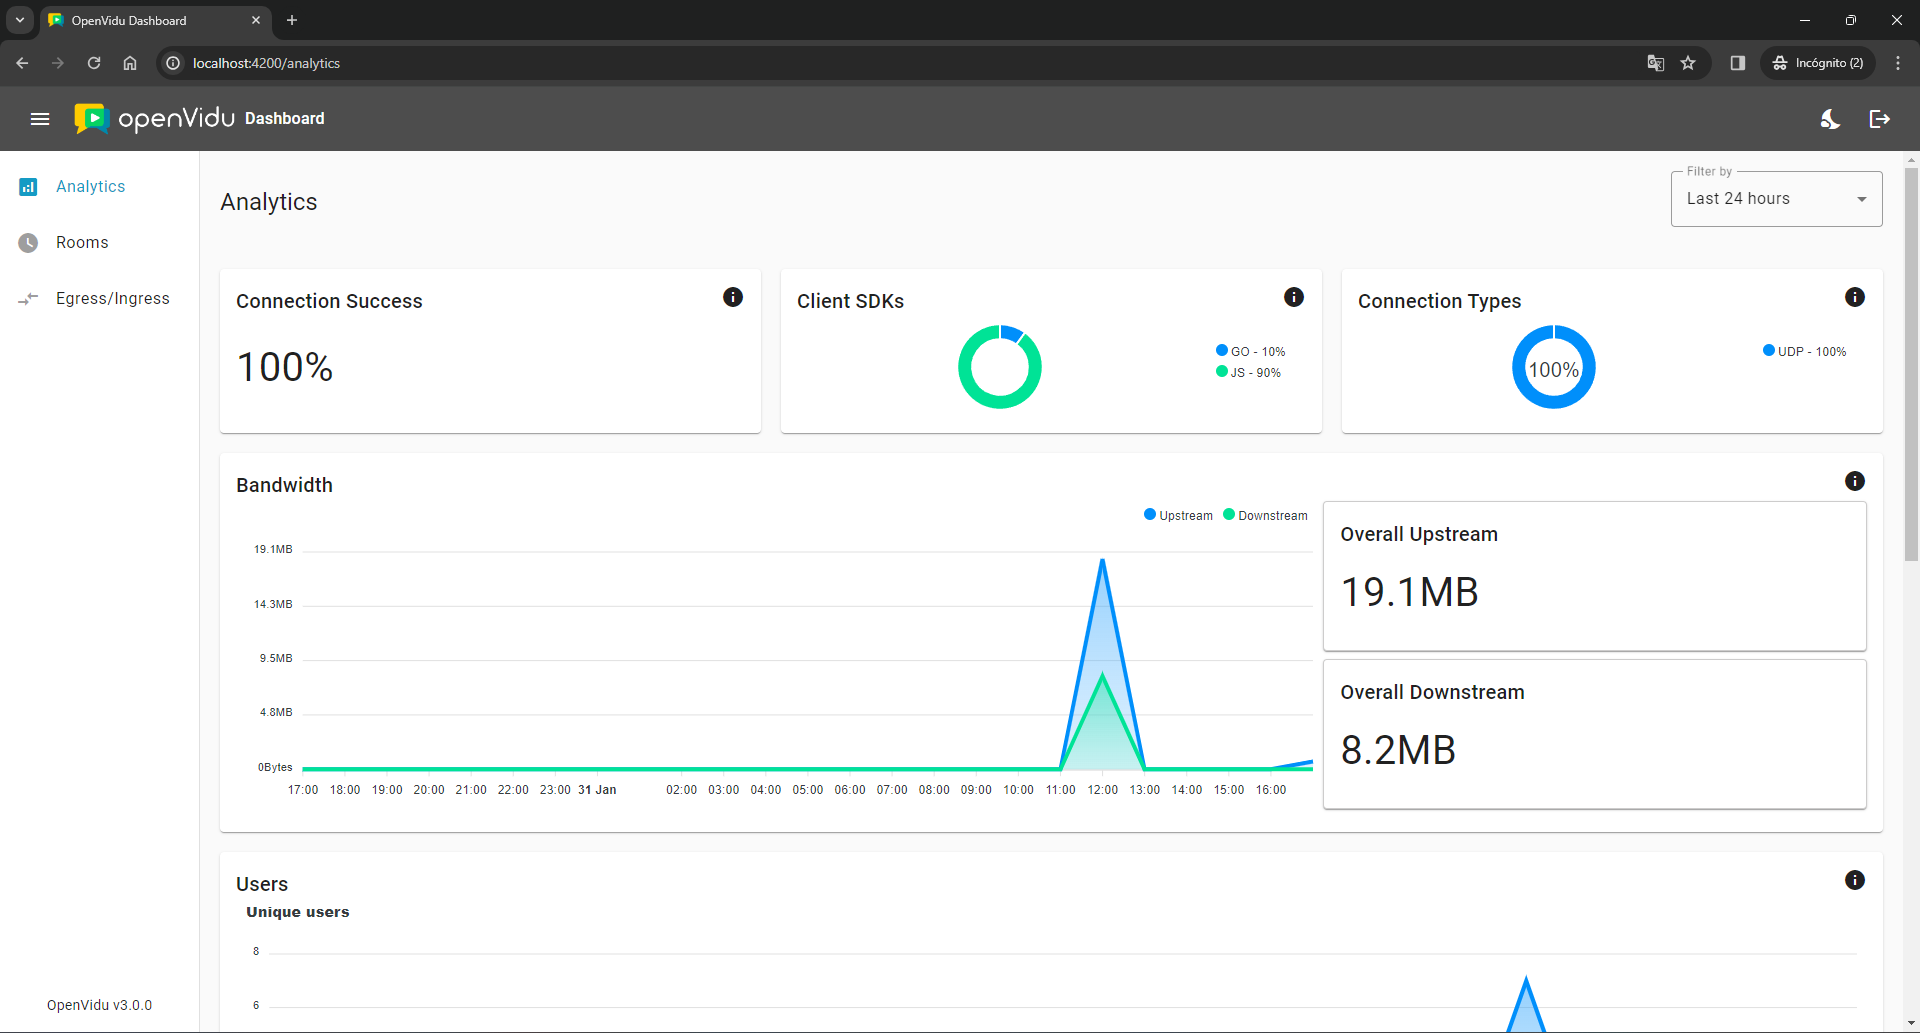 OpenVidu Dashboard
localhost:4200/analytics
Incógnito (2)
openVidu Dashboard
Analytics
Rooms
Egress/Ingress
OpenVidu v3.0.0
Analytics
Filter by
Last 24 hours
Connection Success
100%
Client SDKs
GO - 10%
JS - 90%
Connection Types
100%
UDP - 100%
Bandwidth
Upstream Downstream
19.1MB
14.3MB
9.5MB
4.8MB
0Bytes
17:00 18:00 19:00 20:00 21:00 22:00 23:00 31 Jan 02:00 03:00 04:00 05:00 06:00 07:00 08:00 09:00 10:00 11:00 12:00 13:00 14:00 15:00 16:00
Overall Upstream
19.1MB
Overall Downstream
8.2MB
Users
Unique users
8
6